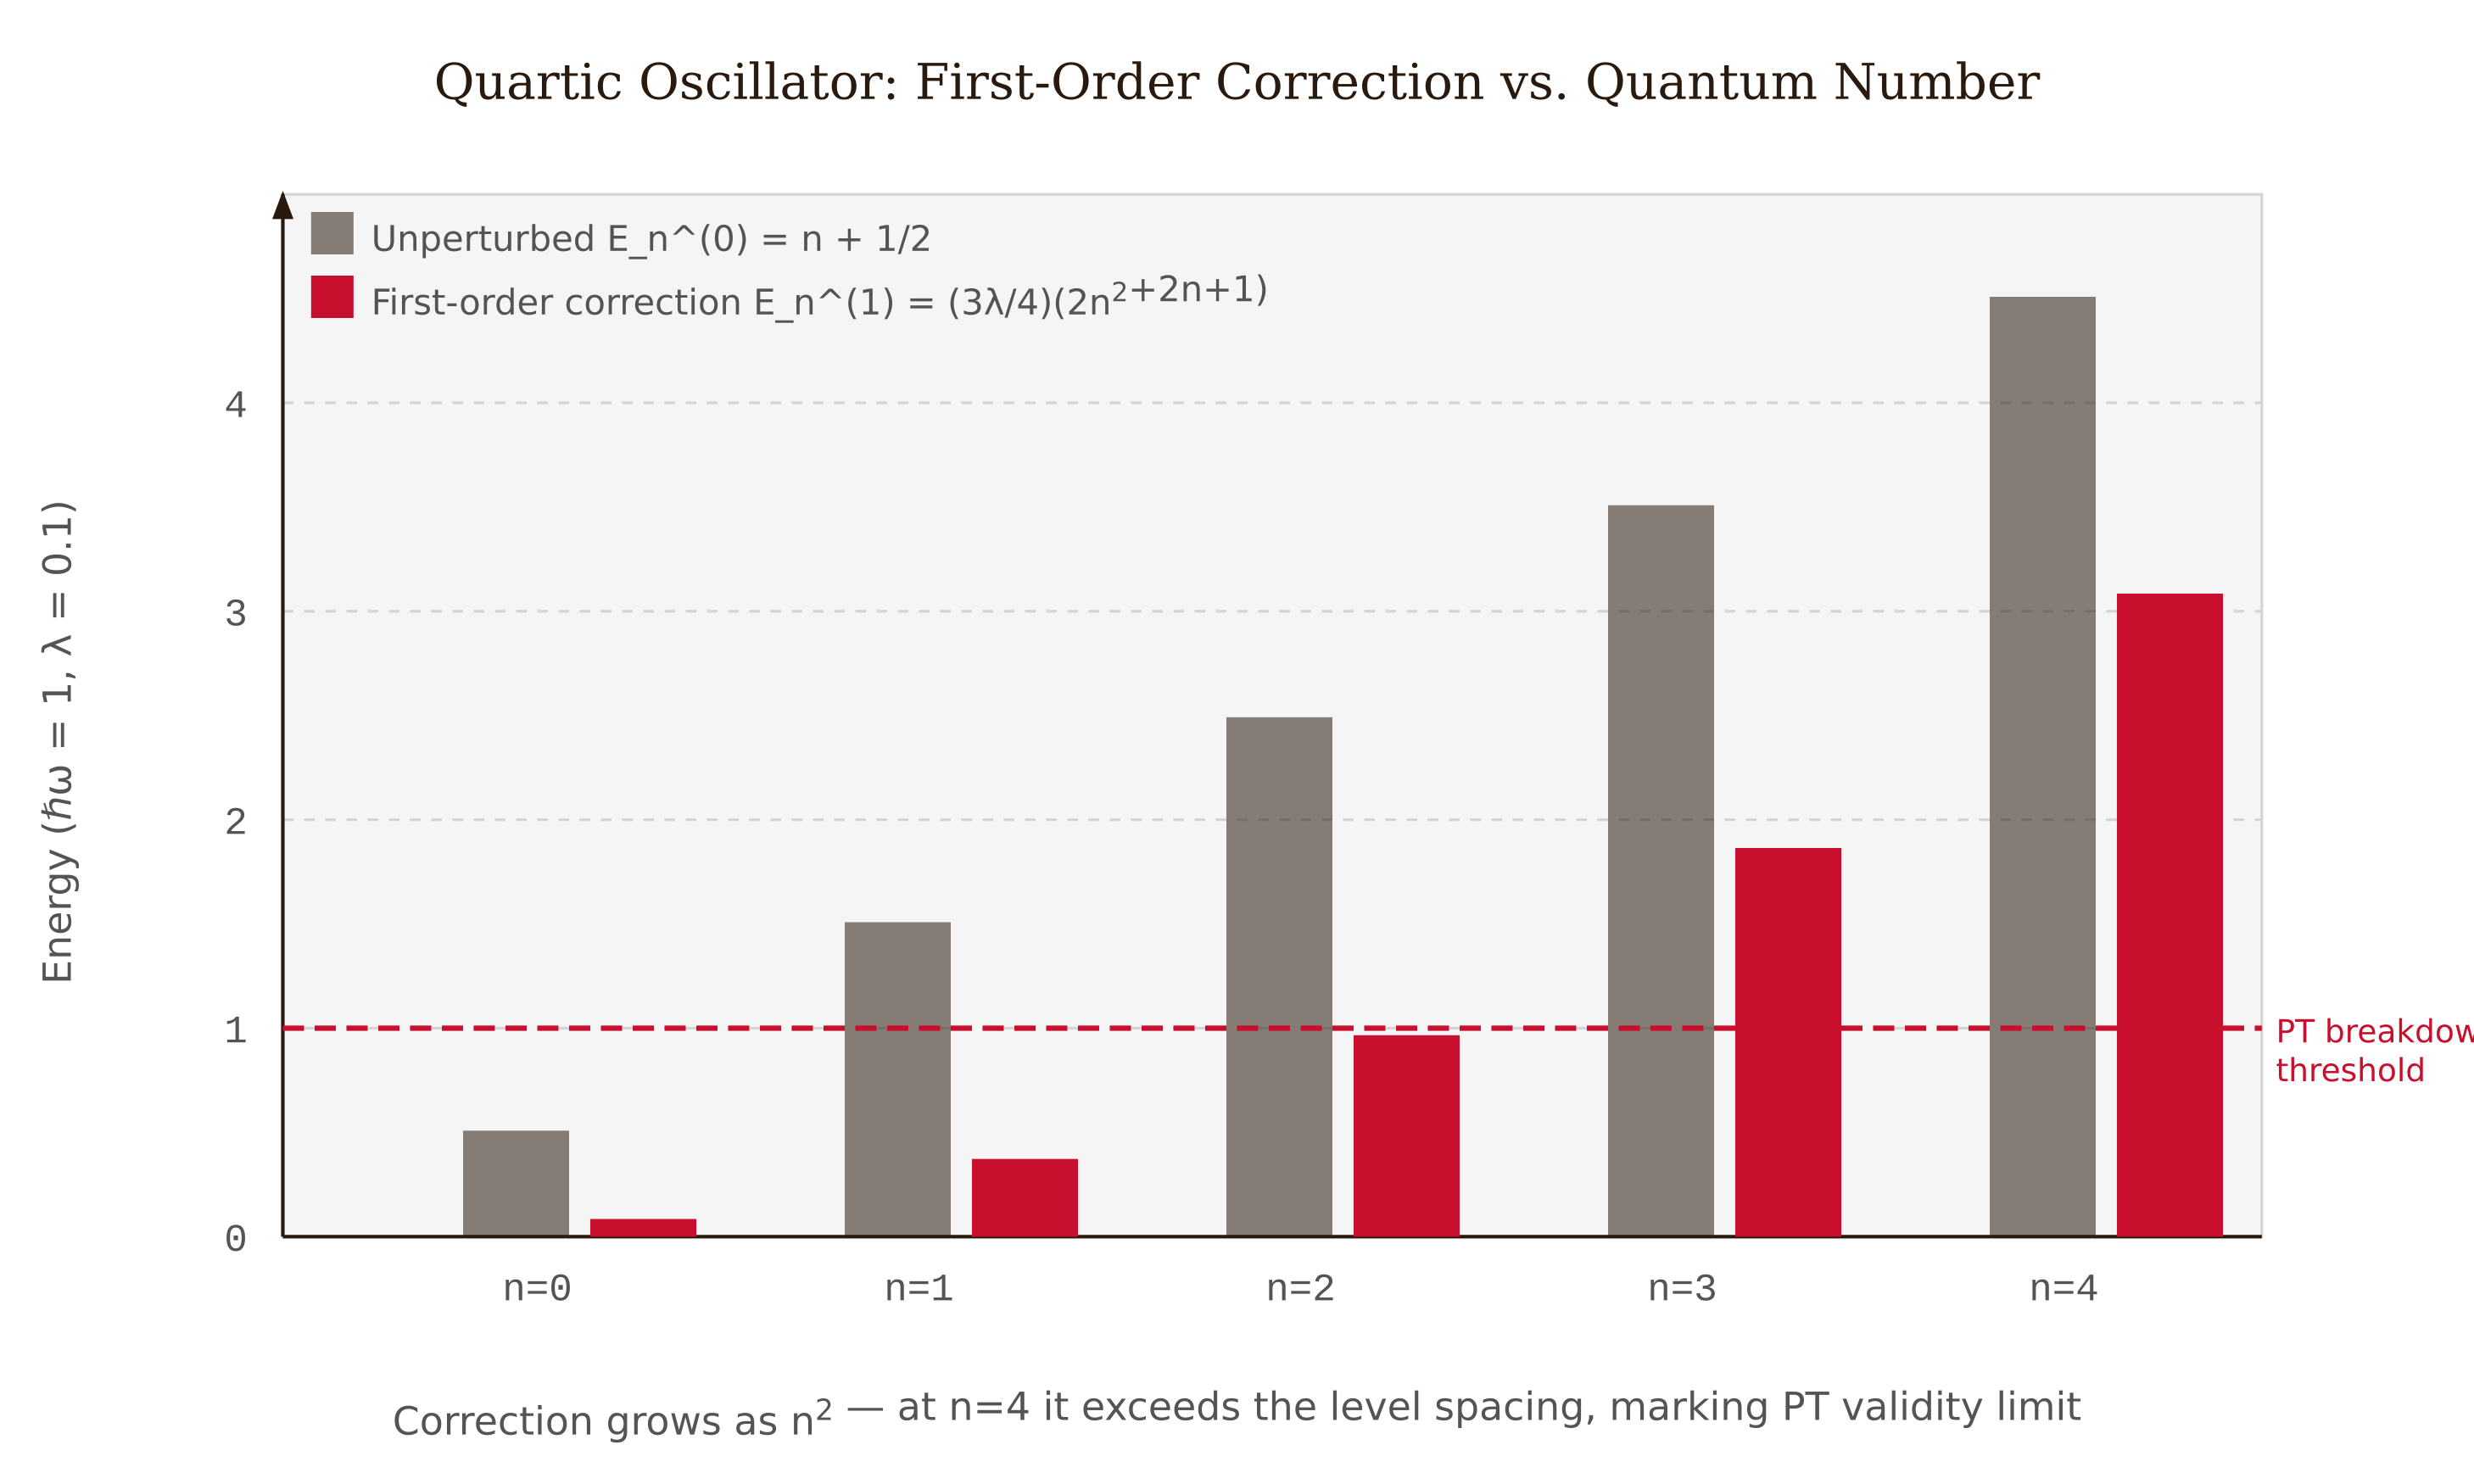 Quartic Oscillator: First-Order Correction vs. Quantum Number
Unperturbed E_n^(0) = n + 1/2
First-order correction E_n^(1) = (3λ/4)(2n²⁺²ⁿ⁺¹⁾
4
3
2
1
0
Energy (ℏω = 1, λ = 0.1)
PT breakdow
threshold
n=0
n=1
n=2
n=3
n=4
Correction grows as n² — at n=4 it exceeds the level spacing, marking PT validity limit